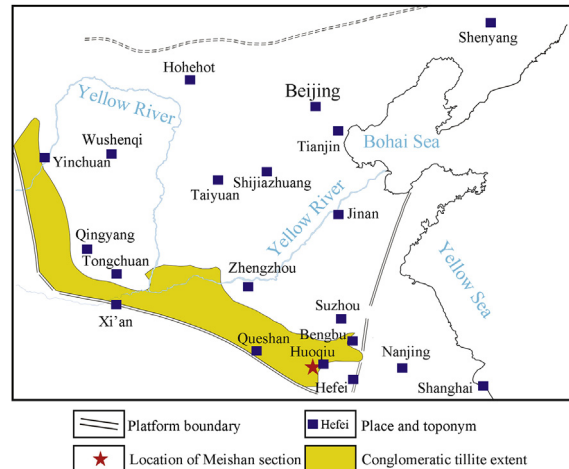 Shenyang
Hohehot
Beijing
Yellow River
Wushenqi
Tianjin
Bohai Sea
Yinchuan
Shijiazhuang
Taiyuan
Yellow River
Jinan
Qingyang
Tongchuan
Zhengzhou
Yellow Sea
Xi'an
Suzhou
Queshan
Bengbu
Huoqiu
Nanjing
Hefei
Shanghai
Platform boundary
Hefei Place and toponym
Location of Meishan section
Conglomeratic tillite extent